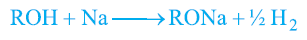 ROH + Na ⟶ RONa + ½ H₂